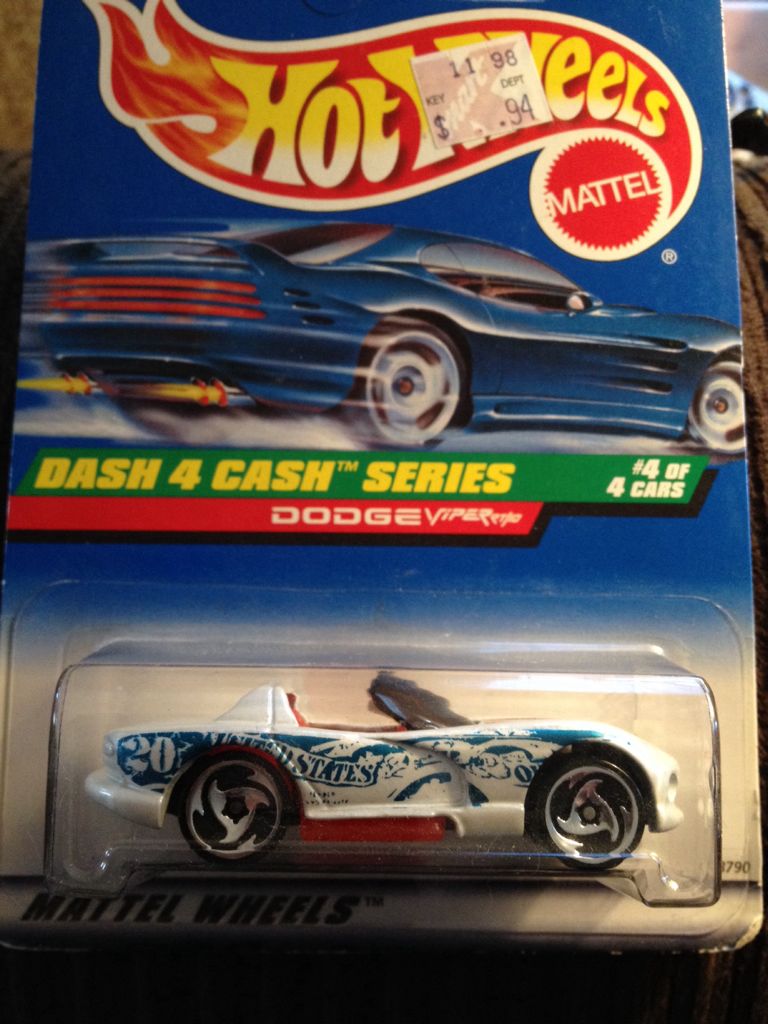 HOT WHEELS
11 98
KEY DEPT
$ .94
MATTEL
®
DASH 4 CASH™ SERIES
#4 OF
4 CARS
DODGE VIPER RT/10
20 UNITED STATES
MATTEL WHEELS™